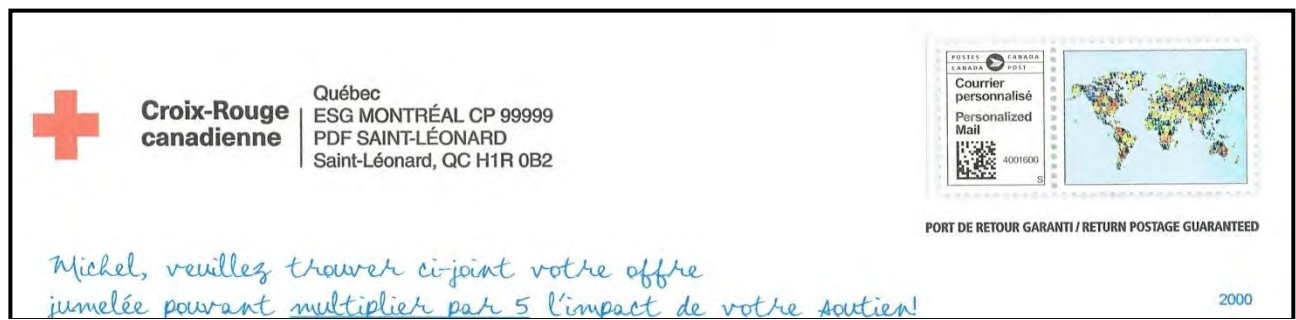 Croix-Rouge
canadienne
Québec
ESG MONTRÉAL CP 99999
PDF SAINT-LÉONARD
Saint-Léonard, QC H1R 0B2
POSTES CANADA
CANADA POST
Courrier
personnalisé
Personalized
Mail
4001600
S
PORT DE RETOUR GARANTI / RETURN POSTAGE GUARANTEED
Michel, veuillez trouver ci-joint votre offre
jumelée pouvant multiplier par 5 l'impact de votre soutien!
2000